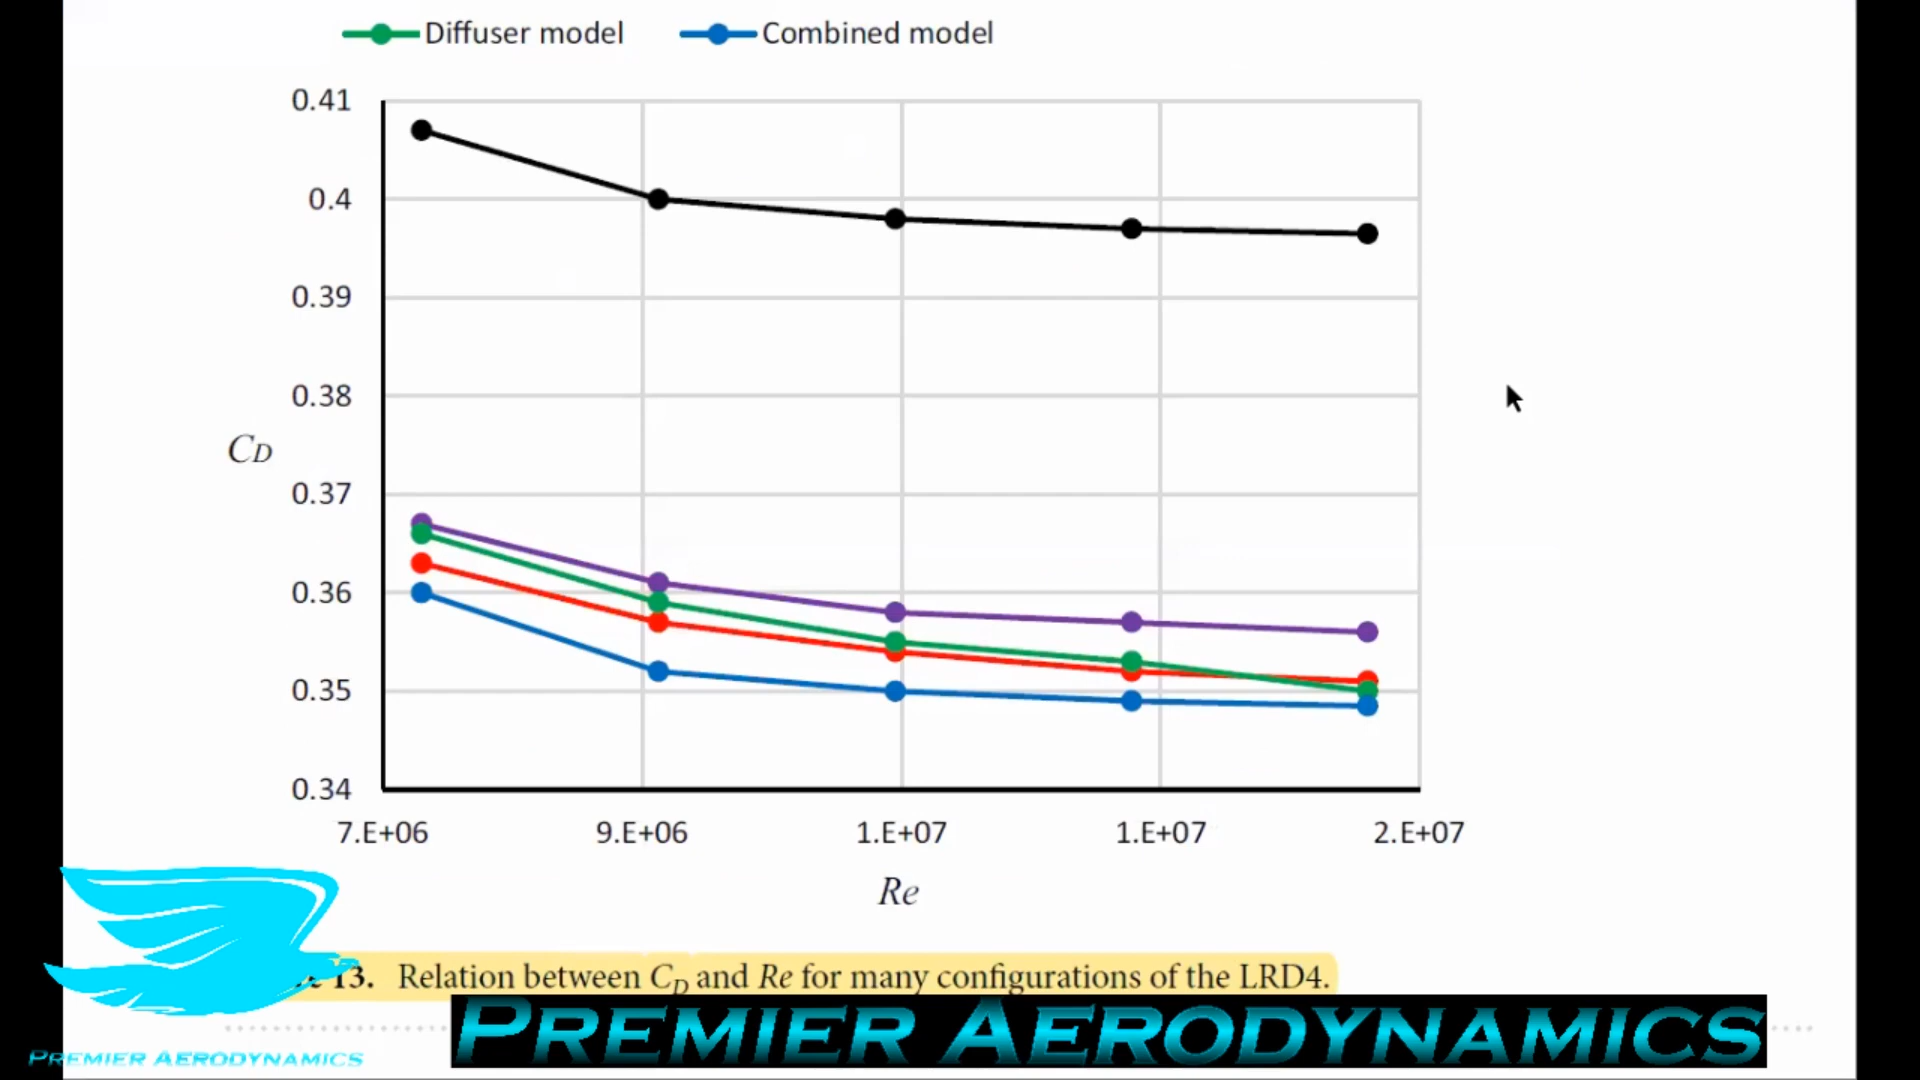 Diffuser model Combined model
0.41
0.4
0.39
0.38
C_D
0.37
0.36
0.35
0.34
7.E+06 9.E+06 1.E+07 1.E+07 2.E+07
Re
13. Relation between C_D and Re for many configurations of the LRD4.
PREMIER AERODYNAMICS
PREMIER AERODYNAMICS